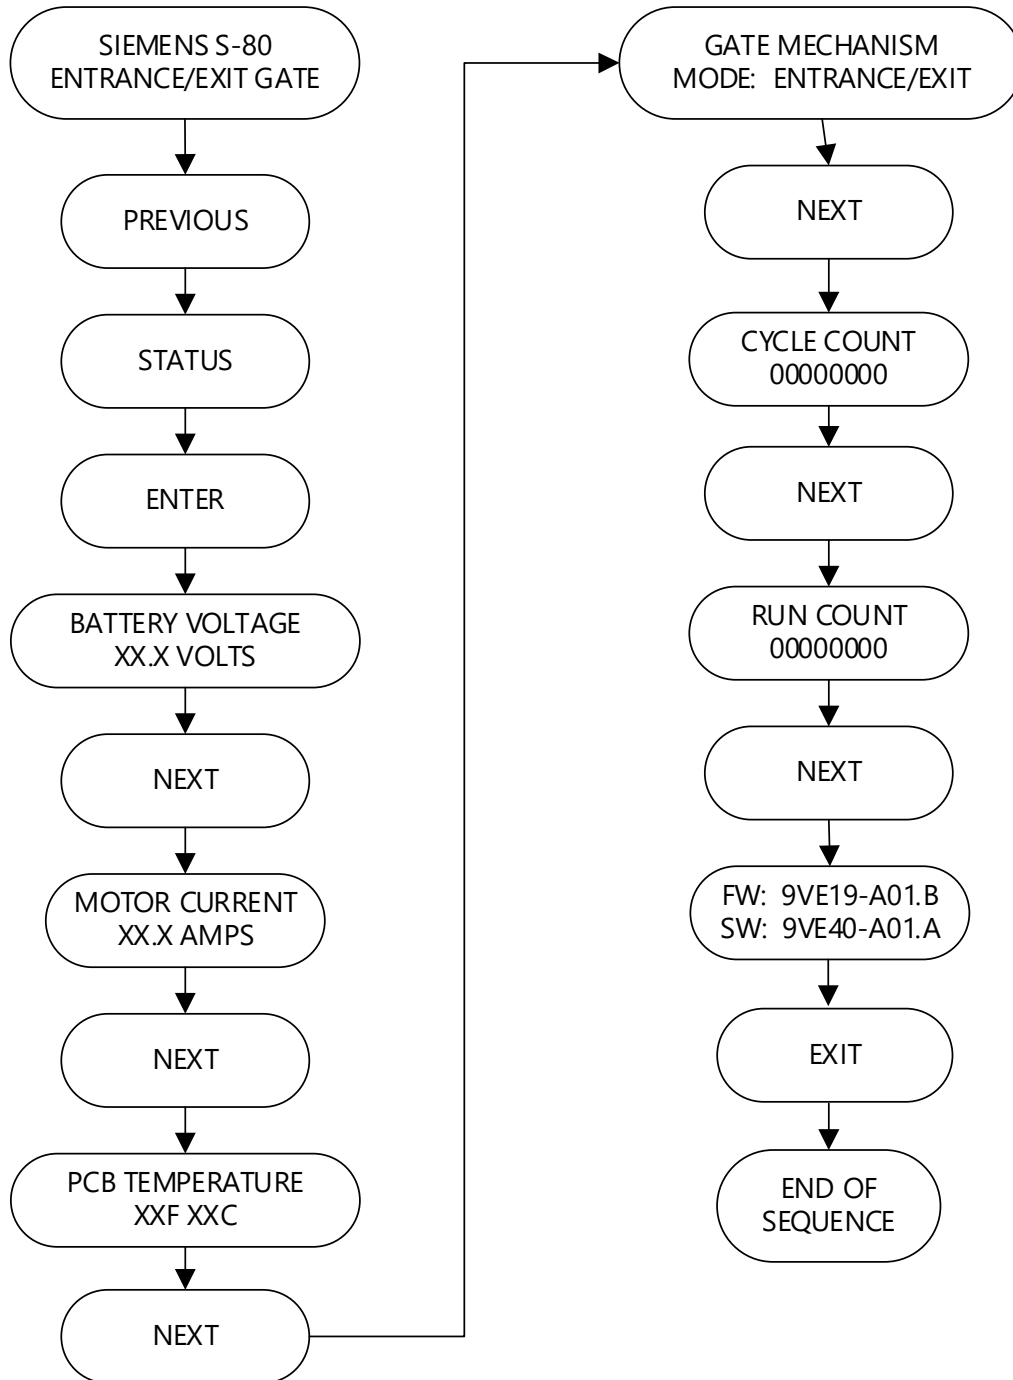 SIEMENS S-80
ENTRANCE/EXIT GATE
PREVIOUS
STATUS
ENTER
BATTERY VOLTAGE
XX.X VOLTS
NEXT
MOTOR CURRENT
XX.X AMPS
NEXT
PCB TEMPERATURE
XXF XXC
NEXT
GATE MECHANISM
MODE: ENTRANCE/EXIT
NEXT
CYCLE COUNT
00000000
NEXT
RUN COUNT
00000000
NEXT
FW: 9VE19-A01.B
SW: 9VE40-A01.A
EXIT
END OF
SEQUENCE